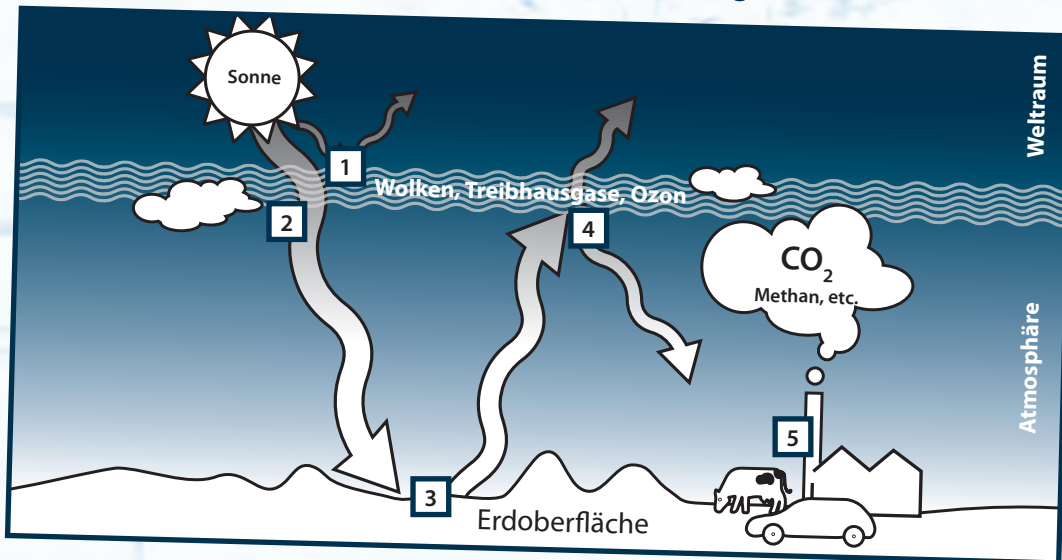 Sonne
Weltraum
1
Wolken, Treibhausgase, Ozon
2
4
CO₂
Methan, etc.
Atmosphäre
5
3
Erdoberfläche